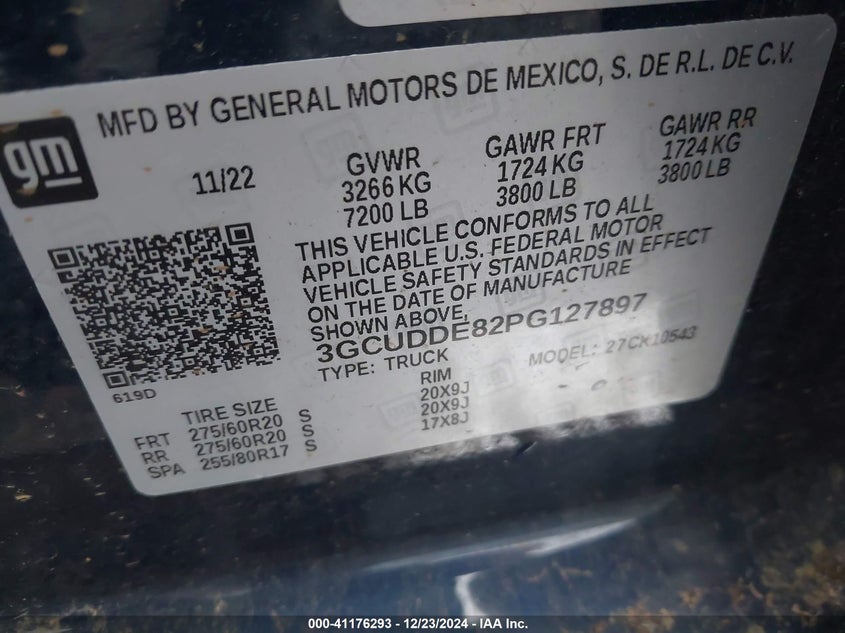 MFD BY GENERAL MOTORS DE MEXICO, S. DE R.L. DE C.V.
gm
11/22
GVWR
3266 KG
7200 LB
GAWR FRT
1724 KG
3800 LB
GAWR RR
1724 KG
3800 LB
THIS VEHICLE CONFORMS TO ALL
APPLICABLE U.S. FEDERAL MOTOR
VEHICLE SAFETY STANDARDS IN EFFECT
ON THE DATE OF MANUFACTURE
SHOWN ABOVE.
3GCUDDE82PG127897
TYPE: TRUCK
MODEL: 27CK10543
619D
TIRE SIZE
RIM
FRT 275/60R20 S 20X9J
RR 275/60R20 S 20X9J
SPA 255/80R17 S 17X8J
000-41176293 - 12/23/2024 - IAA Inc.